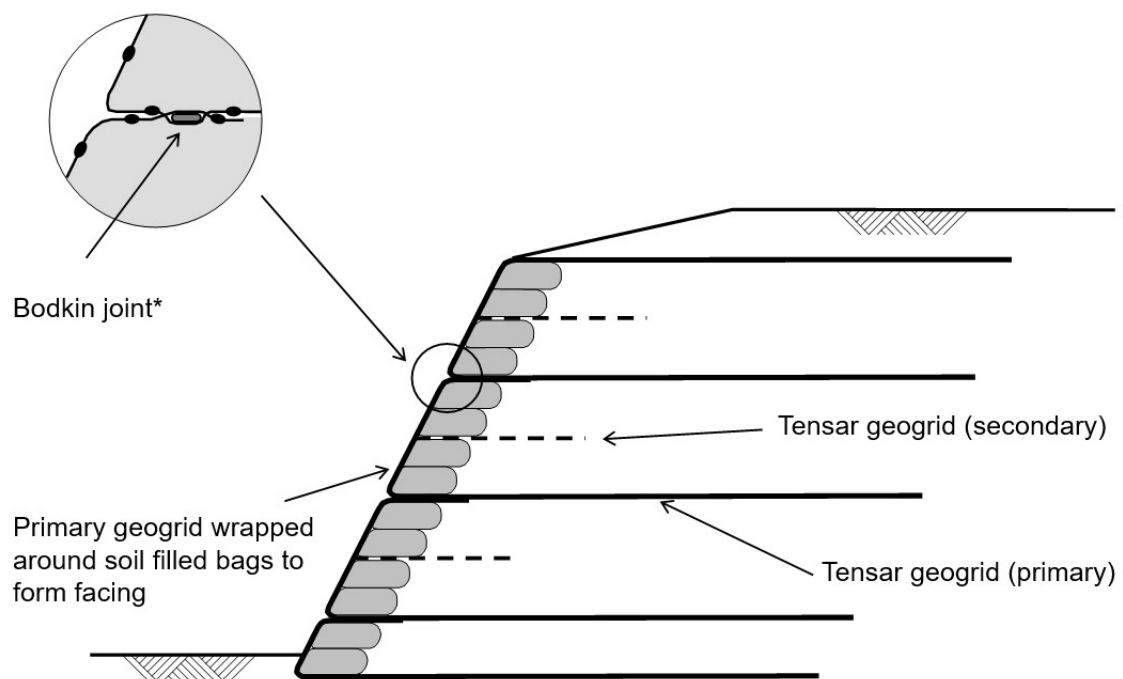 Bodkin joint*
Tensar geogrid (secondary)
Primary geogrid wrapped
around soil filled bags to
form facing
Tensar geogrid (primary)